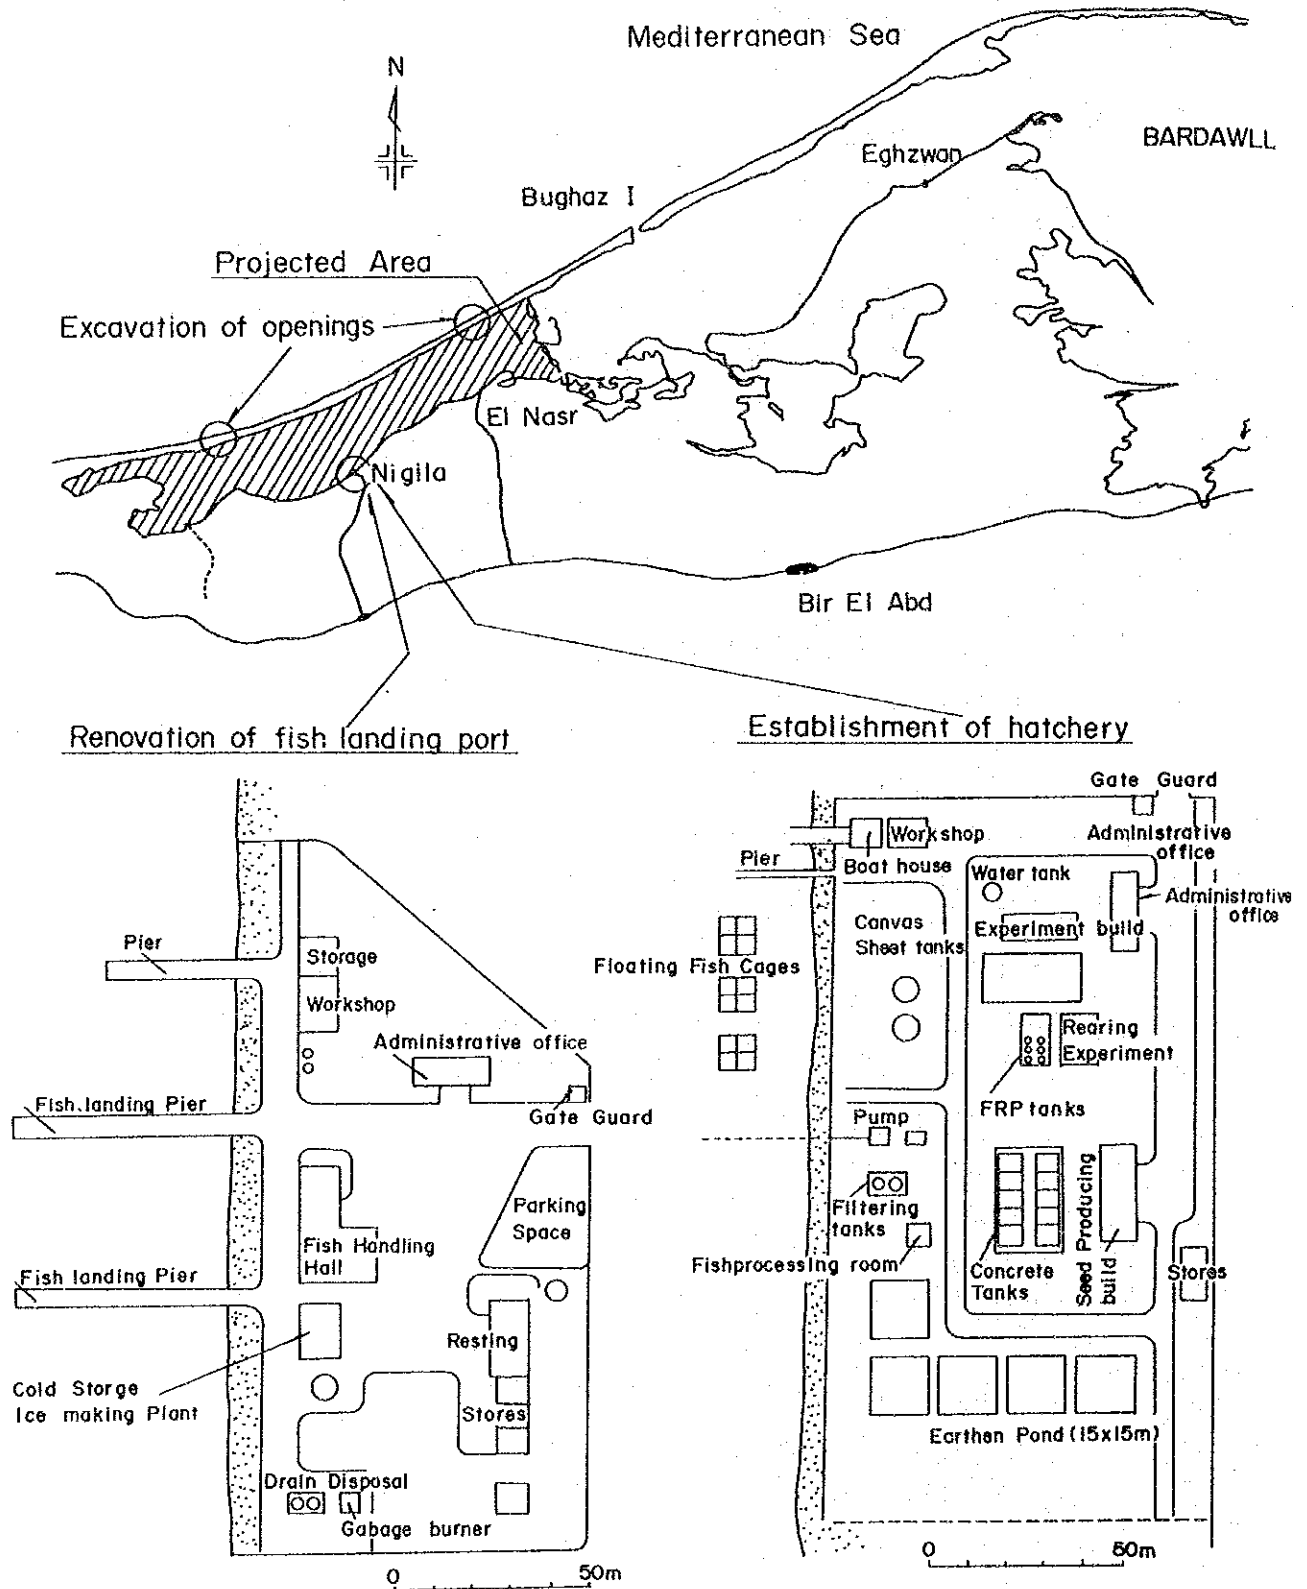 Mediterranean Sea
N
BARDAWLL
Eghzwan
Bughaz I
Projected Area
Excavation of openings
El Nasr
Nigila
Bir El Abd
Renovation of fish landing port
Pier
Storage
Workshop
Administrative office
Fish landing Pier
Gate Guard
Parking
Space
Fish Handling
Hall
Fish landing Pier
Resting
Cold Storge
Ice making Plant
Stores
Drain Disposal
Gabage burner
0
50m
Establishment of hatchery
Gate Guard
Workshop
Administrative
office
Pier
Boat house
Water tank
Administrative
office
Canvas
Sheet tanks
Experiment build
Floating Fish Cages
Rearing
Experiment
FRP tanks
Pump
Filtering
tanks
Fishprocessing room
Concrete
Tanks
Seed Producing
build
Stores
Earthen Pond (15x15m)
0
50m